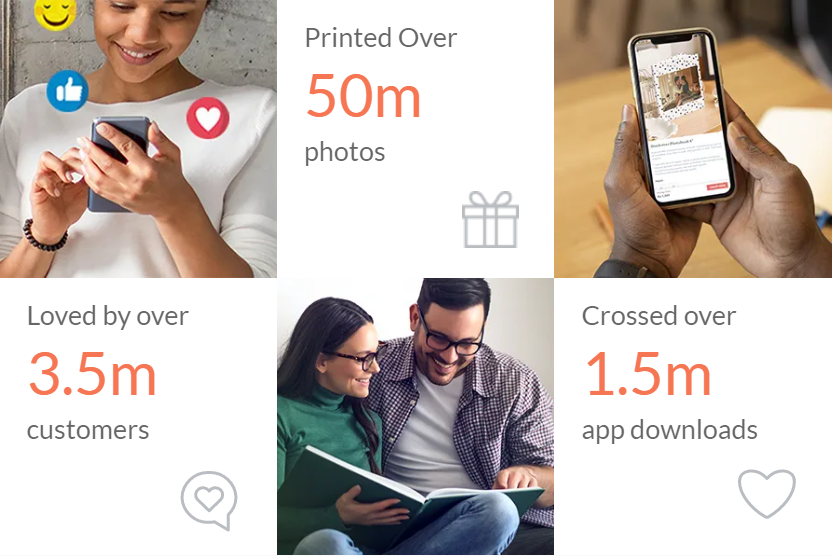 Printed Over
50m
photos
Loved by over
3.5m
customers
Crossed over
1.5m
app downloads